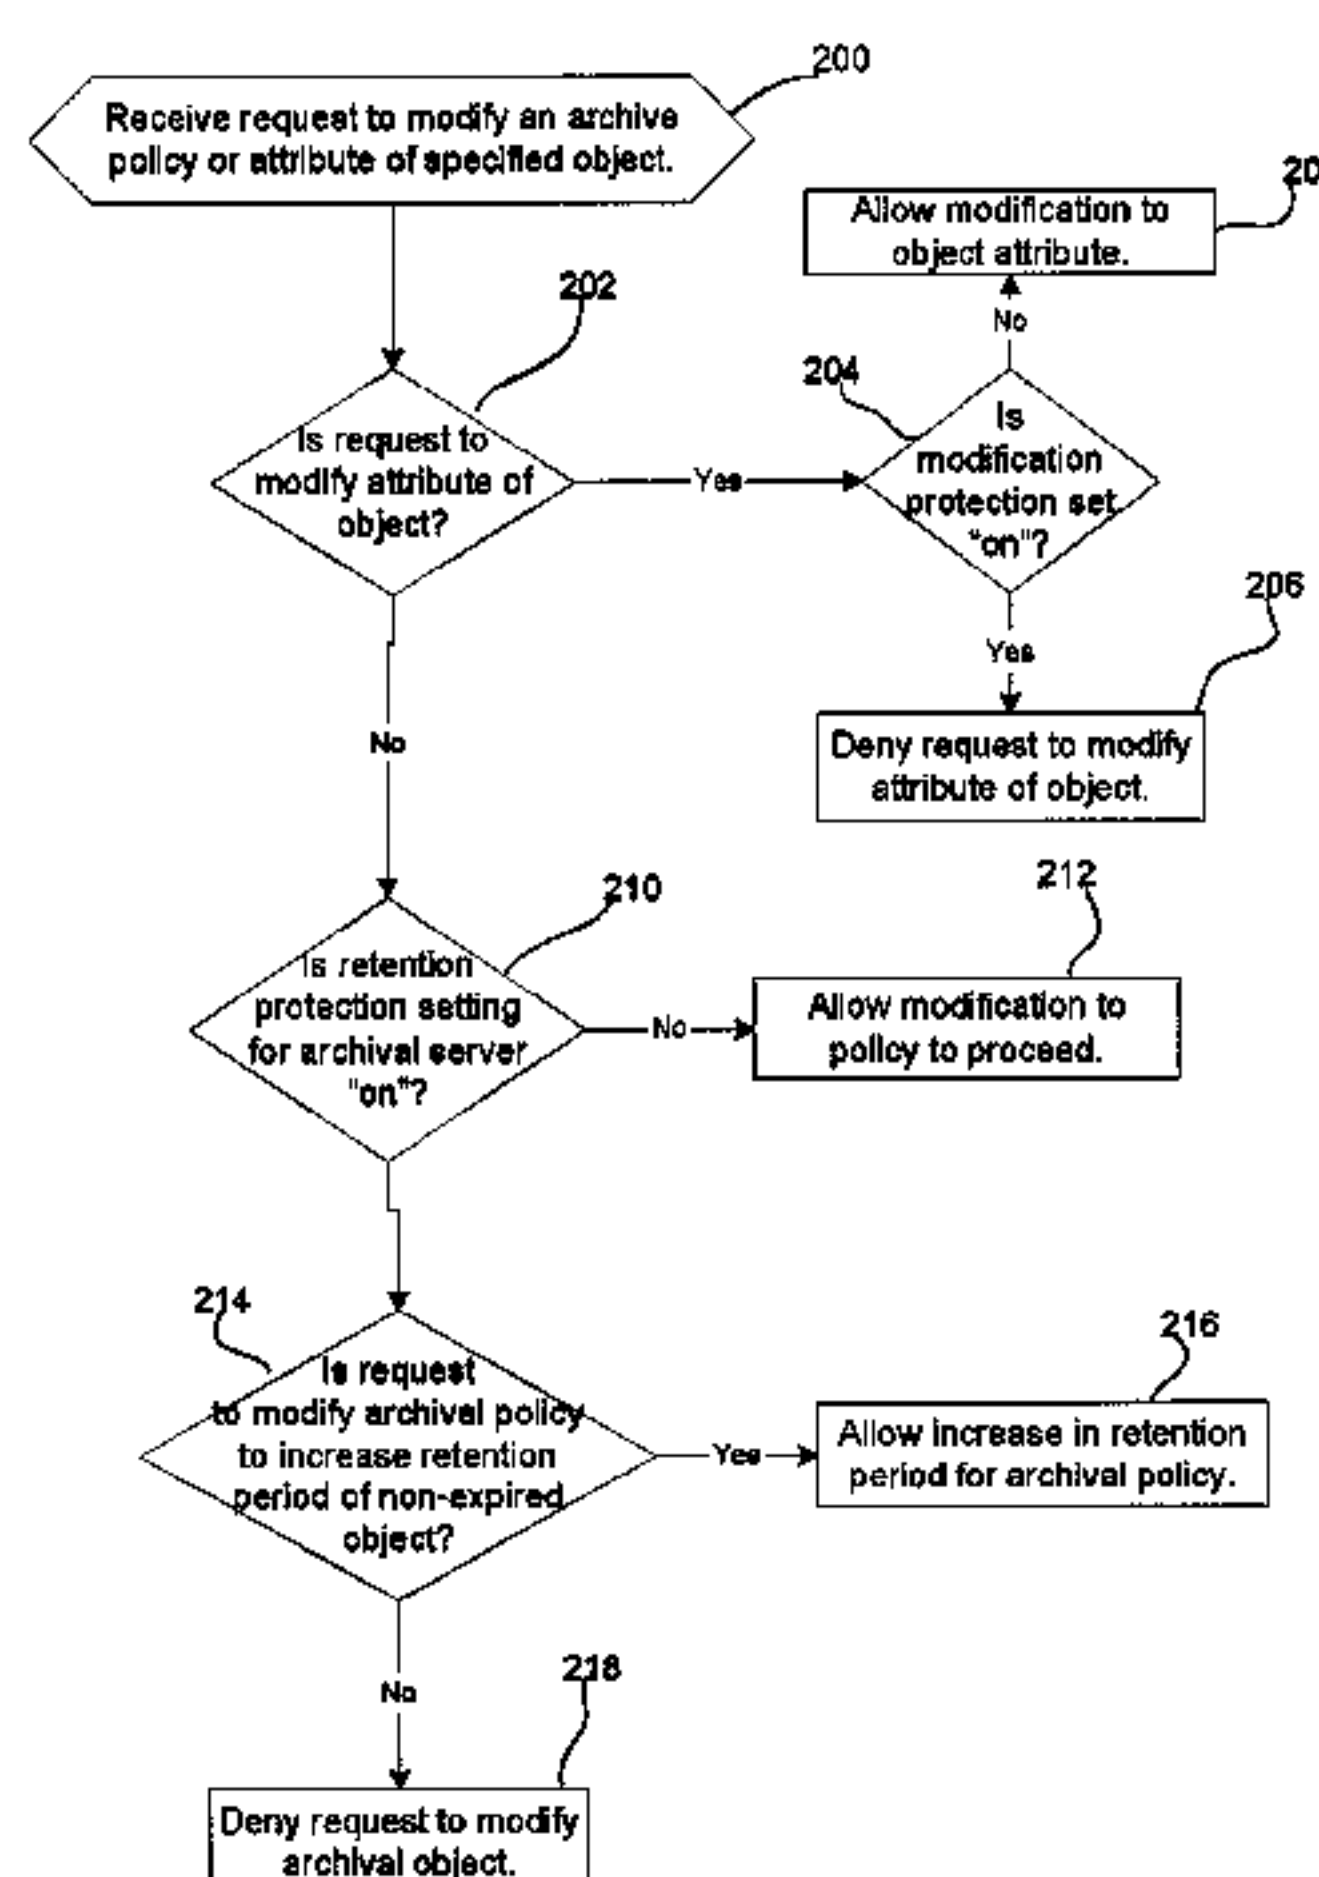 200
Receive request to modify an archive
policy or attribute of specified object.
20
Allow modification to
object attribute.
No
202
204
Is request to
modify attribute of
object?
Yes
Is
modification
protection set
"on"?
206
Yes
Deny request to modify
attribute of object.
No
210
212
Is retention
protection setting
for archival server
"on"?
No
Allow modification to
policy to proceed.
214
216
Is request
to modify archival policy
to increase retention
period of non-expired
object?
Yes
Allow increase in retention
period for archival policy.
No
218
Deny request to modify
archival object.